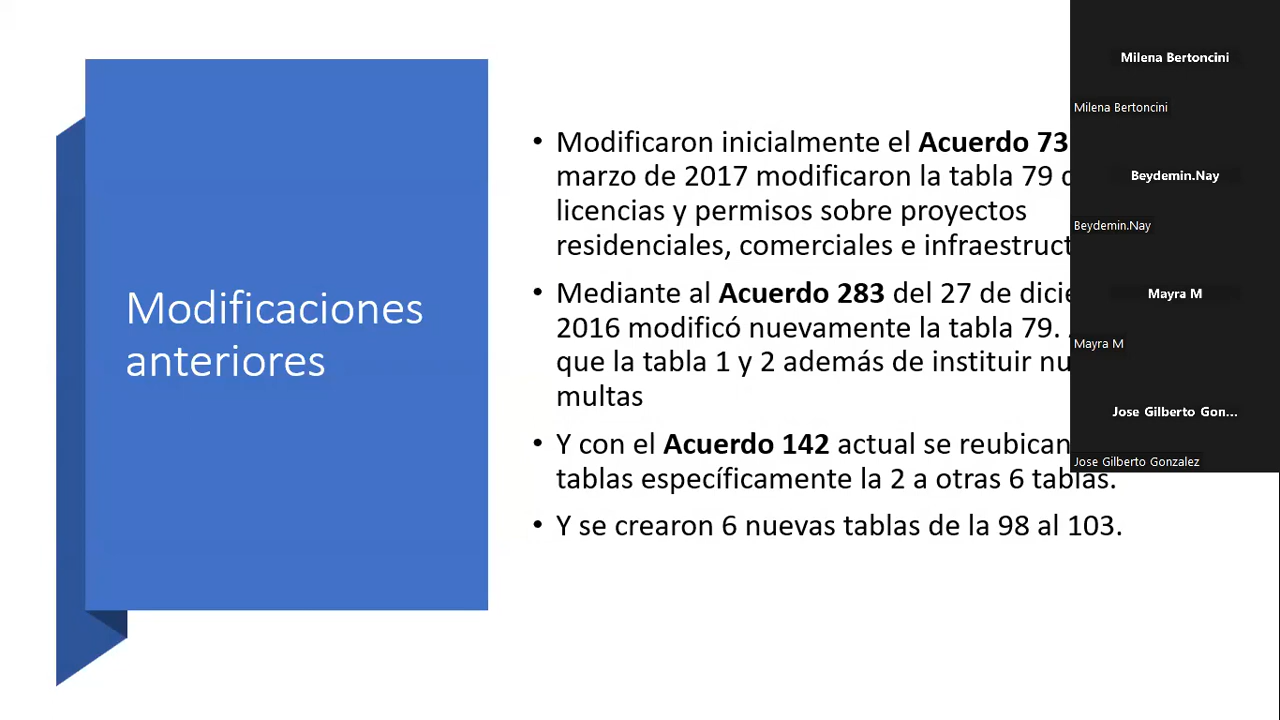 Modificaciones
anteriores
• Modificaron inicialmente el Acuerdo 73
marzo de 2017 modificaron la tabla 79
licencias y permisos sobre proyectos
residenciales, comerciales e
• Mediante al Acuerdo 283 del 27 de
2016 modificó nuevamente la tabla 79.
que la tabla 1 y 2 además de instituir
multas
• Y con el Acuerdo 142 actual se reubican
tablas específicamente la 2 a otras 6 tablas.
• Y se crearon 6 nuevas tablas de la 98 al 103.
Milena Bertoncini
Milena Bertoncini
Beydemin.Nay
Beydemin.Nay
Mayra M
Mayra M
Jose Gilberto Gon...
Jose Gilberto Gonzalez